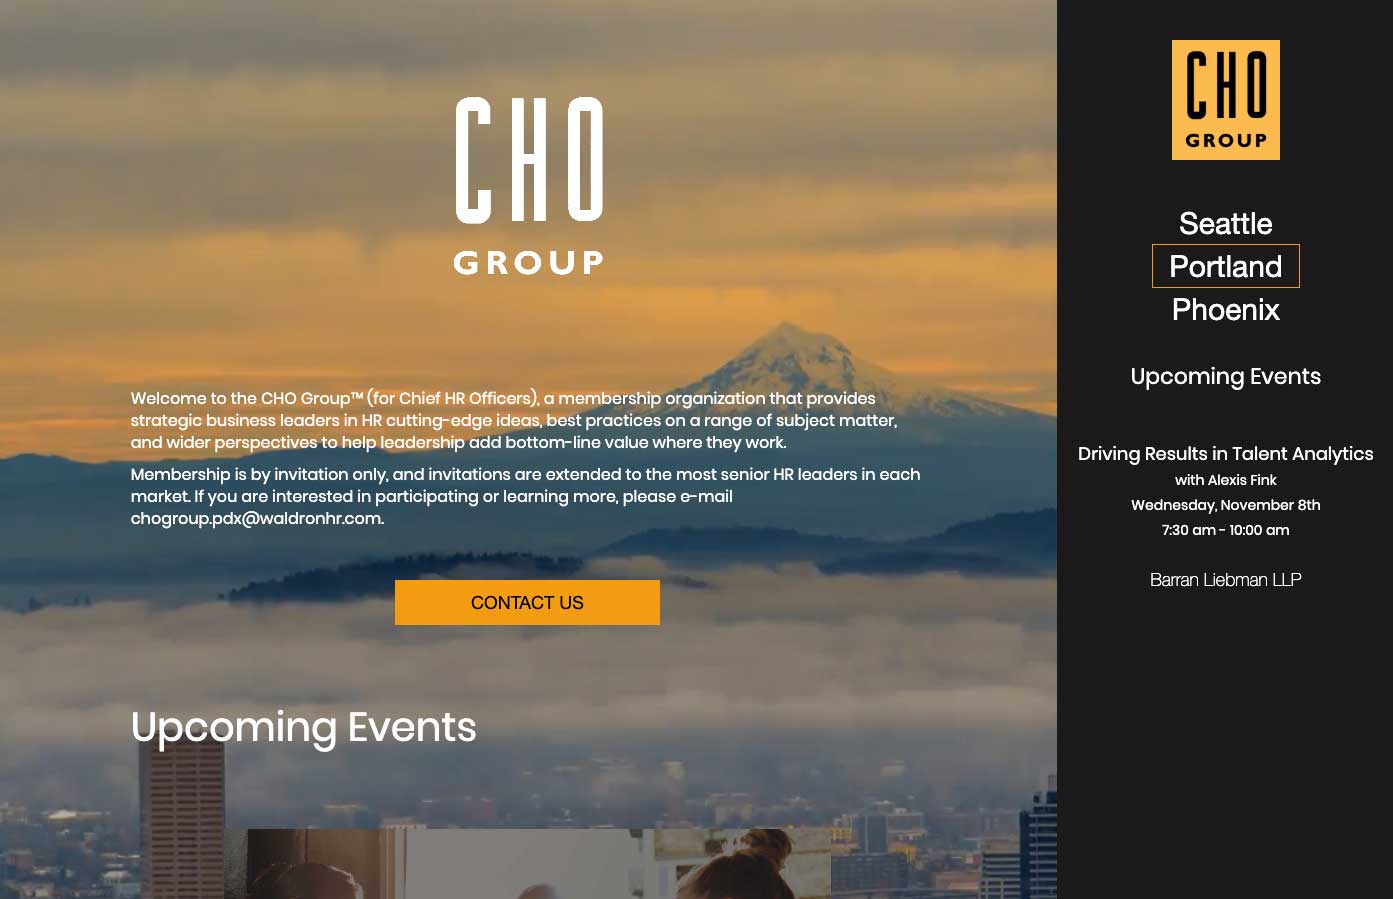 CHO
GROUP
Welcome to the CHO Group™ (for Chief HR Officers), a membership organization that provides
strategic business leaders in HR cutting-edge ideas, best practices on a range of subject matter,
and wider perspectives to help leadership add bottom-line value where they work.
Membership is by invitation only, and invitations are extended to the most senior HR leaders in each
market. If you are interested in participating or learning more, please e-mail
chogroup.pdx@waldronhr.com.
CONTACT US
Upcoming Events
CHO
GROUP
Seattle
Portland
Phoenix
Upcoming Events
Driving Results in Talent Analytics
with Alexis Fink
Wednesday, November 8th
7:30 am - 10:00 am
Barran Liebman LLP